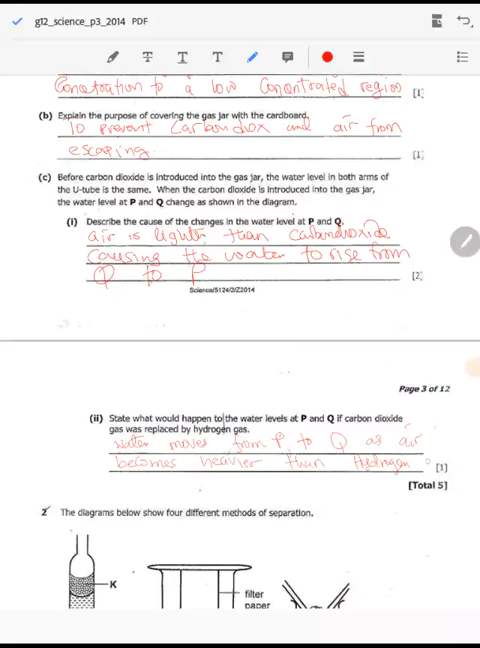 g12_science_p3_2014 PDF
Concetration to a low Concentrated region
[1]
(b) Explain the purpose of covering the gas jar with the cardboard.
To prevent Carbondiox and air from
escaping.
[1]
(c) Before carbon dioxide is introduced into the gas jar, the water level in both arms of
the U-tube is the same. When the carbon dioxide is introduced into the gas jar,
the water level at P and Q change as shown in the diagram.
(i) Describe the cause of the changes in the water level at P and Q.
air is lighter than carbondioxide
causing the water to rise from
Q to P
[2]
Science/5124/3/Z2014
Page 3 of 12
(ii) State what would happen to the water levels at P and Q if carbon dioxide
gas was replaced by hydrogen gas.
water moves from P to Q as air
becomes heavier than Hydrogen
[1]
[Total 5]
2 The diagrams below show four different methods of separation.
K
filter
paper